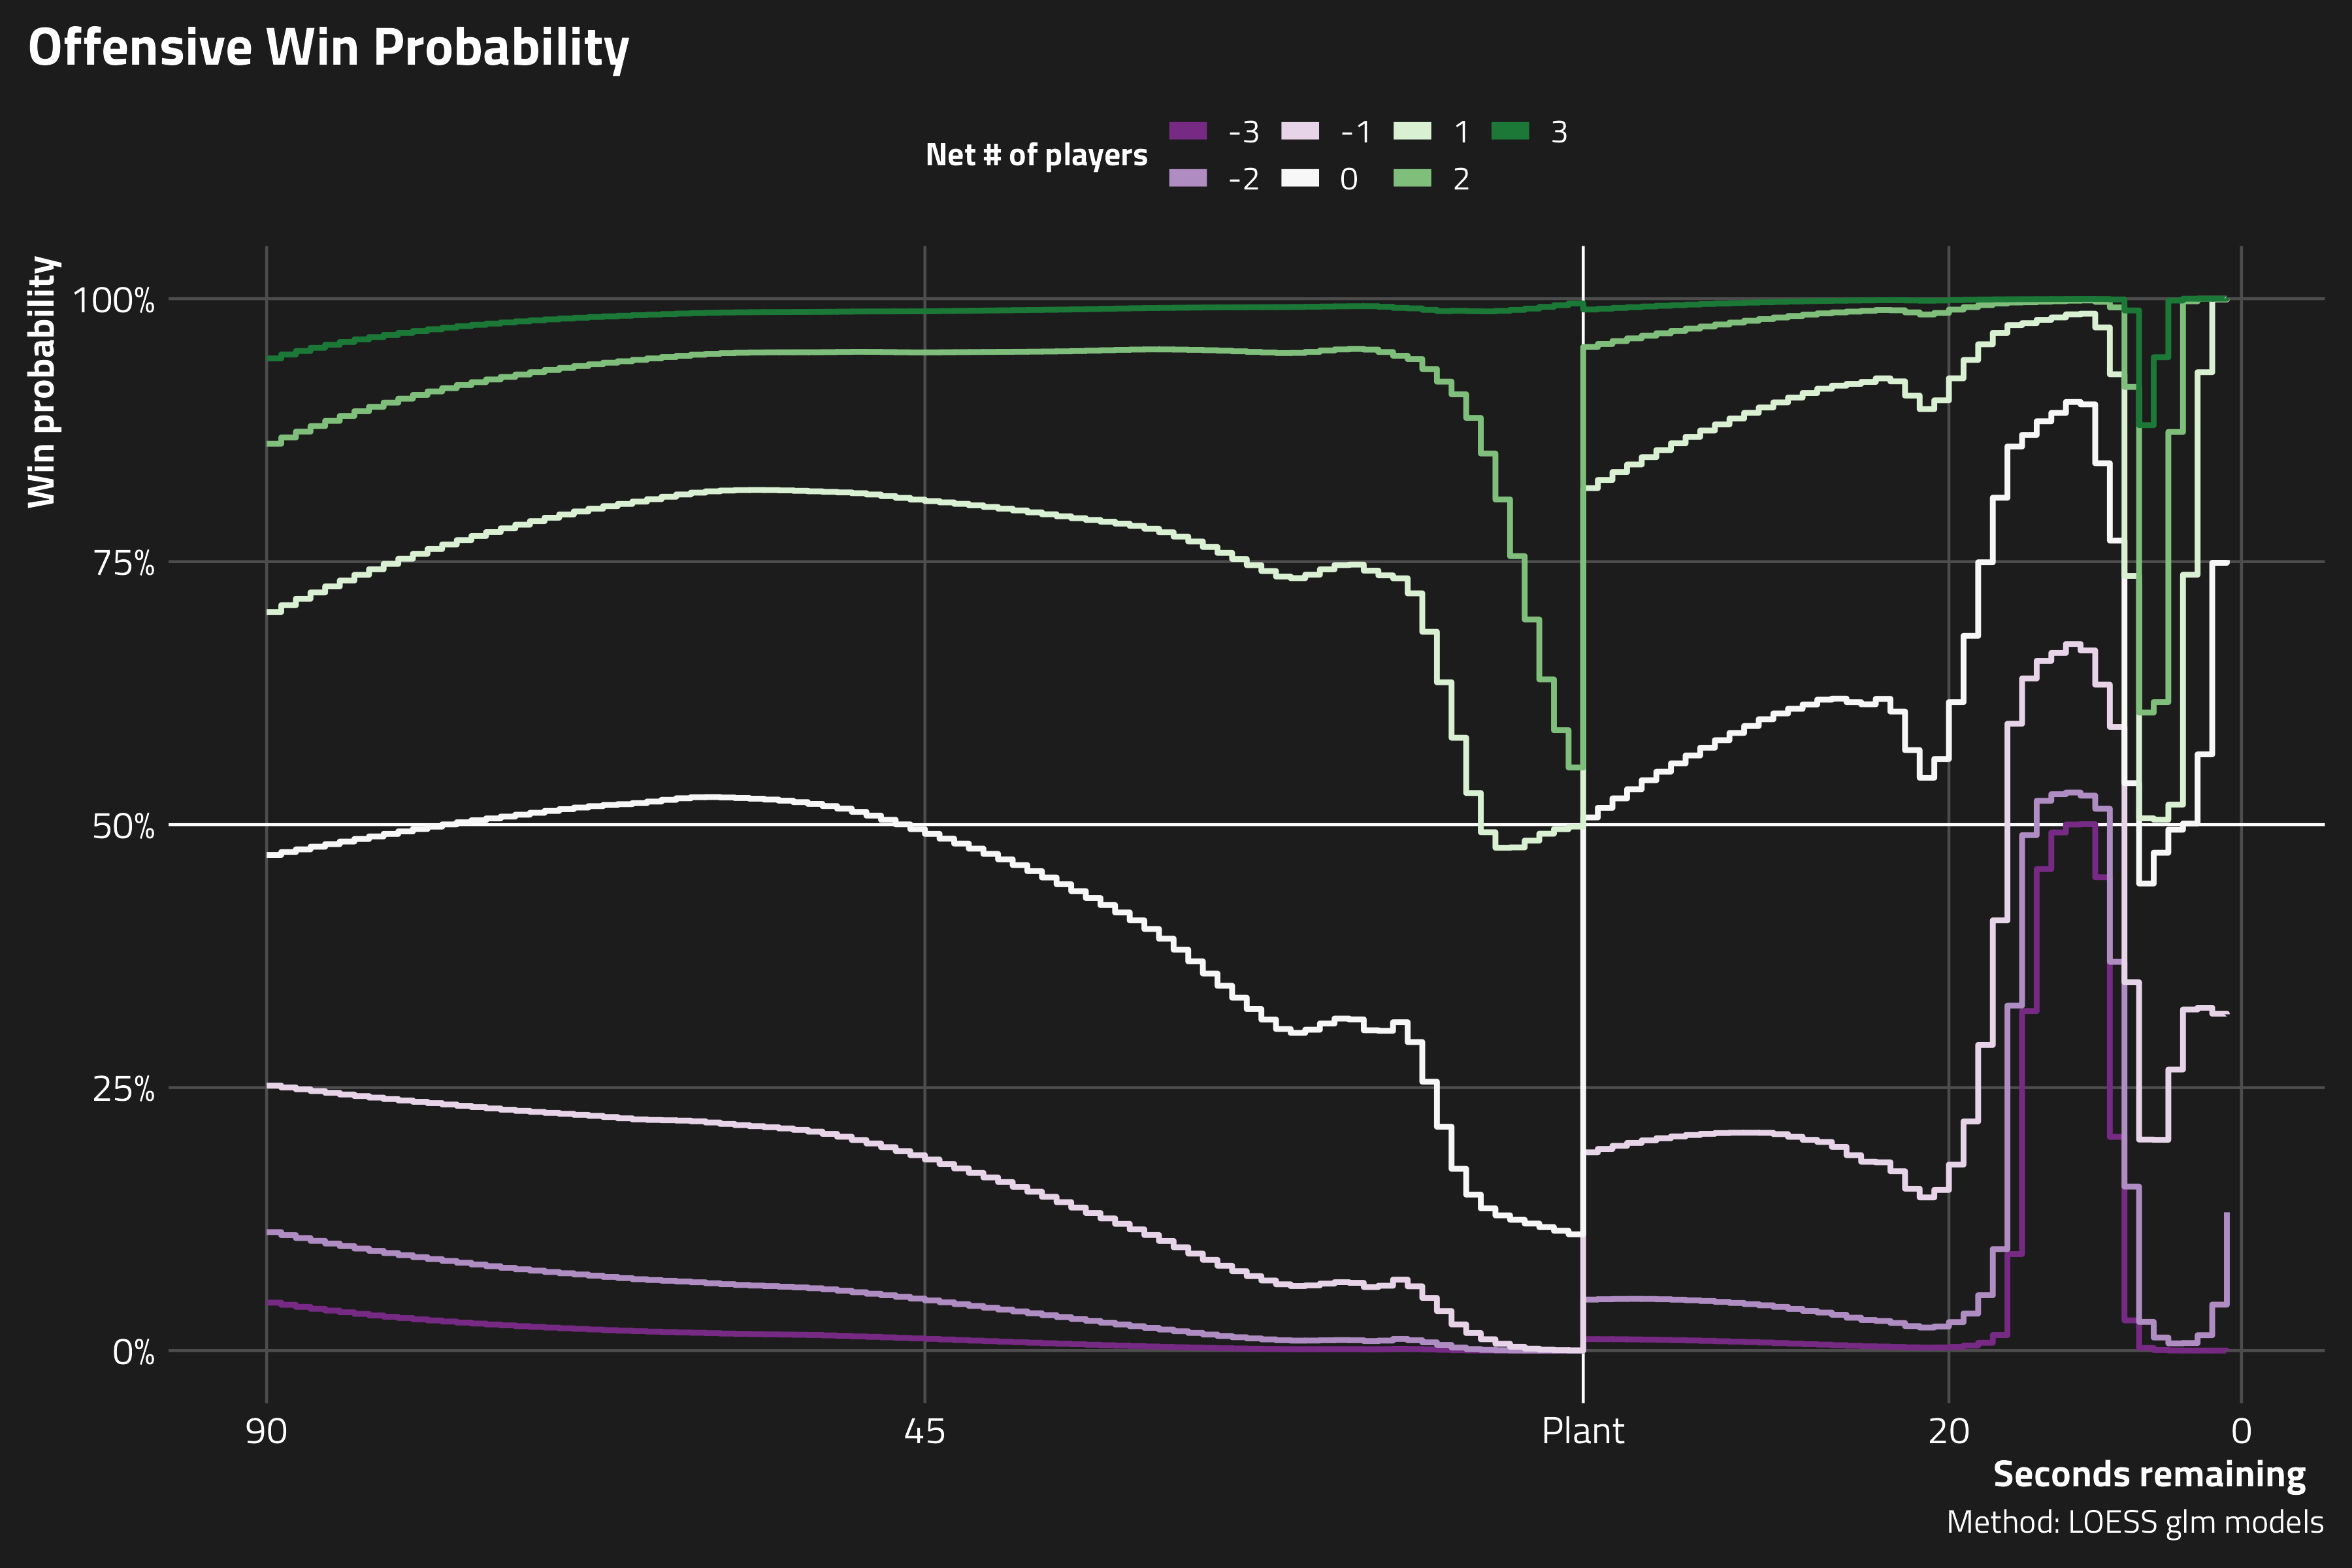 Offensive Win Probability
Net # of players
-3 -1 1 3
-2 0 2
Win probability
100%
75%
50%
25%
0%
90 45 Plant 20 0
Seconds remaining
Method: LOESS glm models